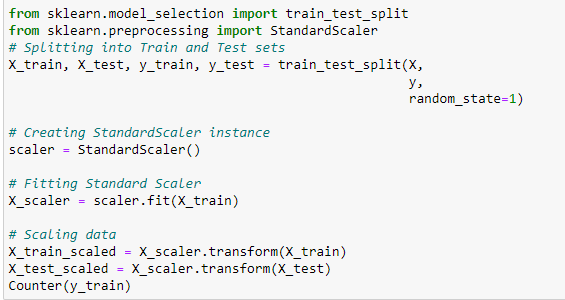 from sklearn.model_selection import train_test_split
from sklearn.preprocessing import StandardScaler
# Splitting into Train and Test sets
X_train, X_test, y_train, y_test = train_test_split(X,
y,
random_state=1)
# Creating StandardScaler instance
scaler = StandardScaler()
# Fitting Standard Scaler
X_scaler = scaler.fit(X_train)
# Scaling data
X_train_scaled = X_scaler.transform(X_train)
X_test_scaled = X_scaler.transform(X_test)
Counter(y_train)